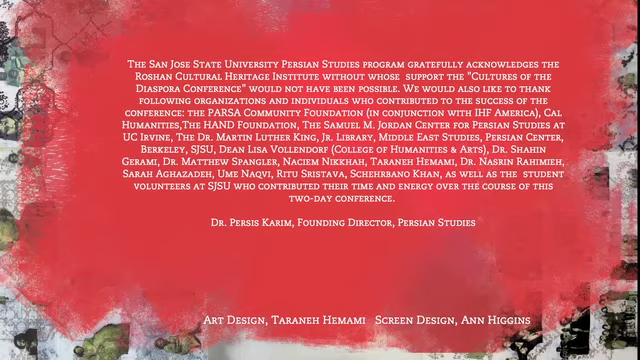 The San Jose State University Persian Studies program gratefully acknowledges the
Roshan Cultural Heritage Institute without whose support the "Cultures of the
Diaspora Conference" would not have been possible. We would also like to thank
following organizations and individuals who contributed to the success of the
conference: the PARSA Community Foundation (in conjunction with IHF America), Cal
Humanities,The HAND Foundation, The Samuel M. Jordan Center for Persian Studies at
UC Irvine, The Dr. Martin Luther King, Jr. Library, Middle East Studies, Persian Center,
Berkeley, SJSU, Dean Lisa Vollendorf (College of Humanities & Arts), Dr. Shahin
Gerami, Dr. Matthew Spangler, Naciem Nikkhah, Taraneh Hemami, Dr. Nasrin Rahimieh,
Sarah Aghazadeh, Ume Naqvi, Ritu Sristava, Schehrbano Khan, as well as the student
volunteers at SJSU who contributed their time and energy over the course of this
two-day conference.
Dr. Persis Karim, Founding Director, Persian Studies
Art Design, Taraneh Hemami Screen Design, Ann Higgins